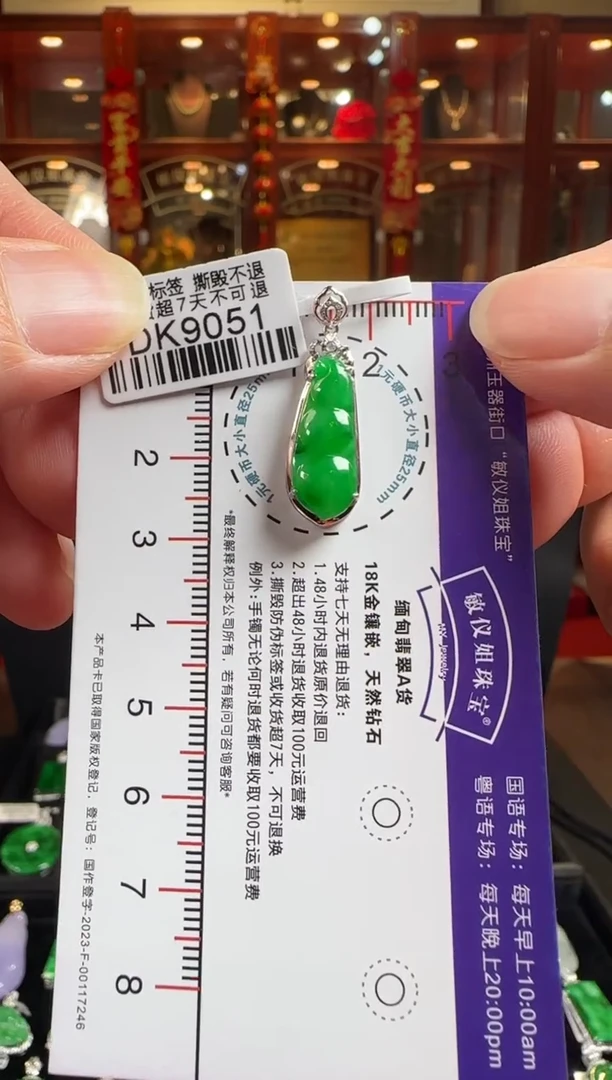 标签 撕毁不退
超7天不可退
DK9051
2
3
1元硬币大小直径25mm
1元硬币大小直径25mm
2
3
4
5
6
7
8
玉器街口 “敏仪姐珠宝”
敏仪姐珠宝®
MY Jewelry
国语专场： 每天早上10:00am
粤语专场： 每天晚上20:00pm
缅甸翡翠A货
18K金镶嵌，天然钻石
支持七天无理由退货：
1.48小时内退货原价退回
2.超出48小时退货收取100元运营费
3.撕毁防伪标签或收货超7天，不可退换
例外:手镯无论何时退货都要收取100元运营费
*最终解释权归本公司所有，若有疑问可咨询客服*
本产品卡已取得国家版权登记，登记号：国作登字-2023-F-00117246